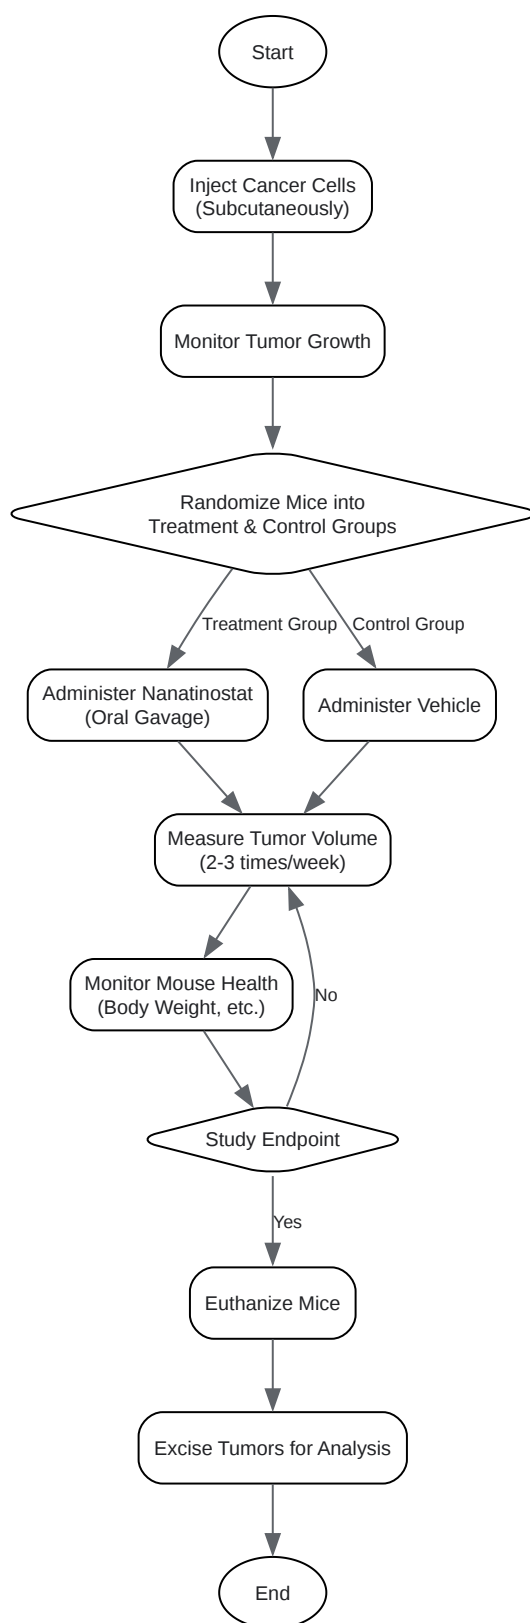 Start
Inject Cancer Cells
(Subcutaneously)
Monitor Tumor Growth
Randomize Mice into
Treatment & Control Groups
Treatment Group
Control Group
Administer Nanatinostat
(Oral Gavage)
Administer Vehicle
Measure Tumor Volume
(2-3 times/week)
Monitor Mouse Health
(Body Weight, etc.)
No
Study Endpoint
Yes
Euthanize Mice
Excise Tumors for Analysis
End